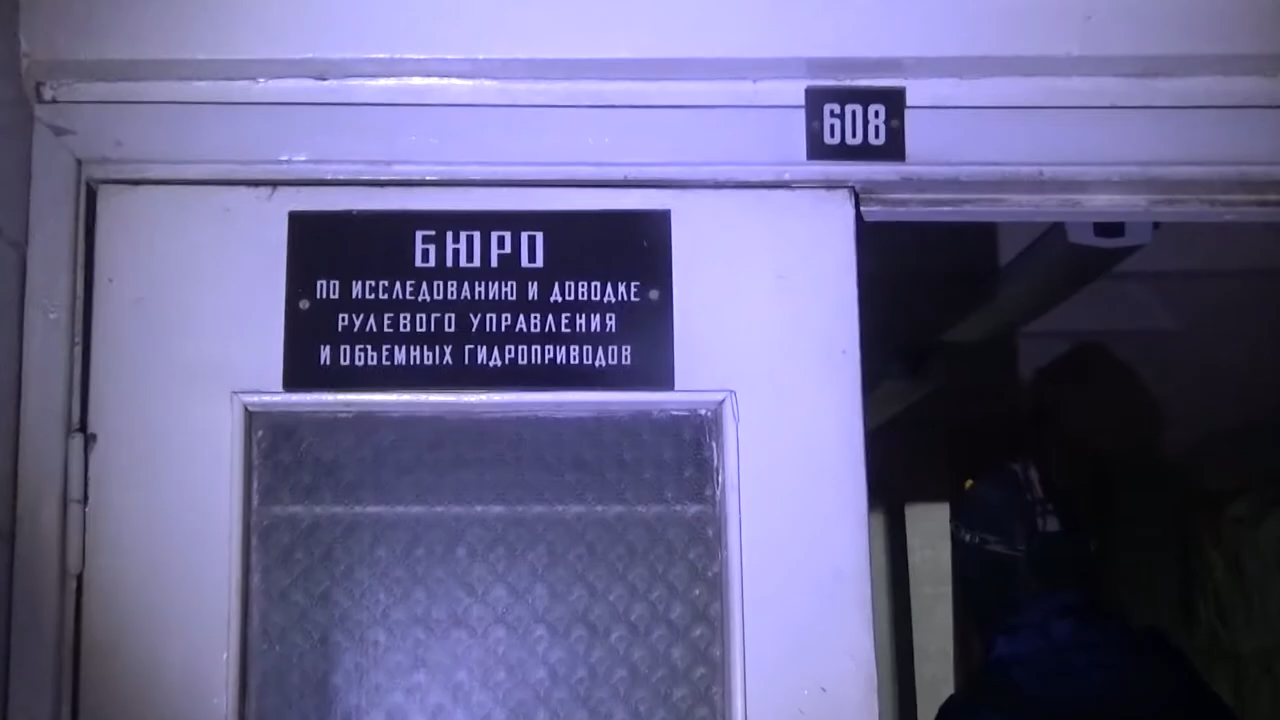 608
БЮРО
ПО ИССЛЕДОВАНИЮ И ДОВОДКЕ
РУЛЕВОГО УПРАВЛЕНИЯ
И ОБЪЕМНЫХ ГИДРОПРИВОДОВ